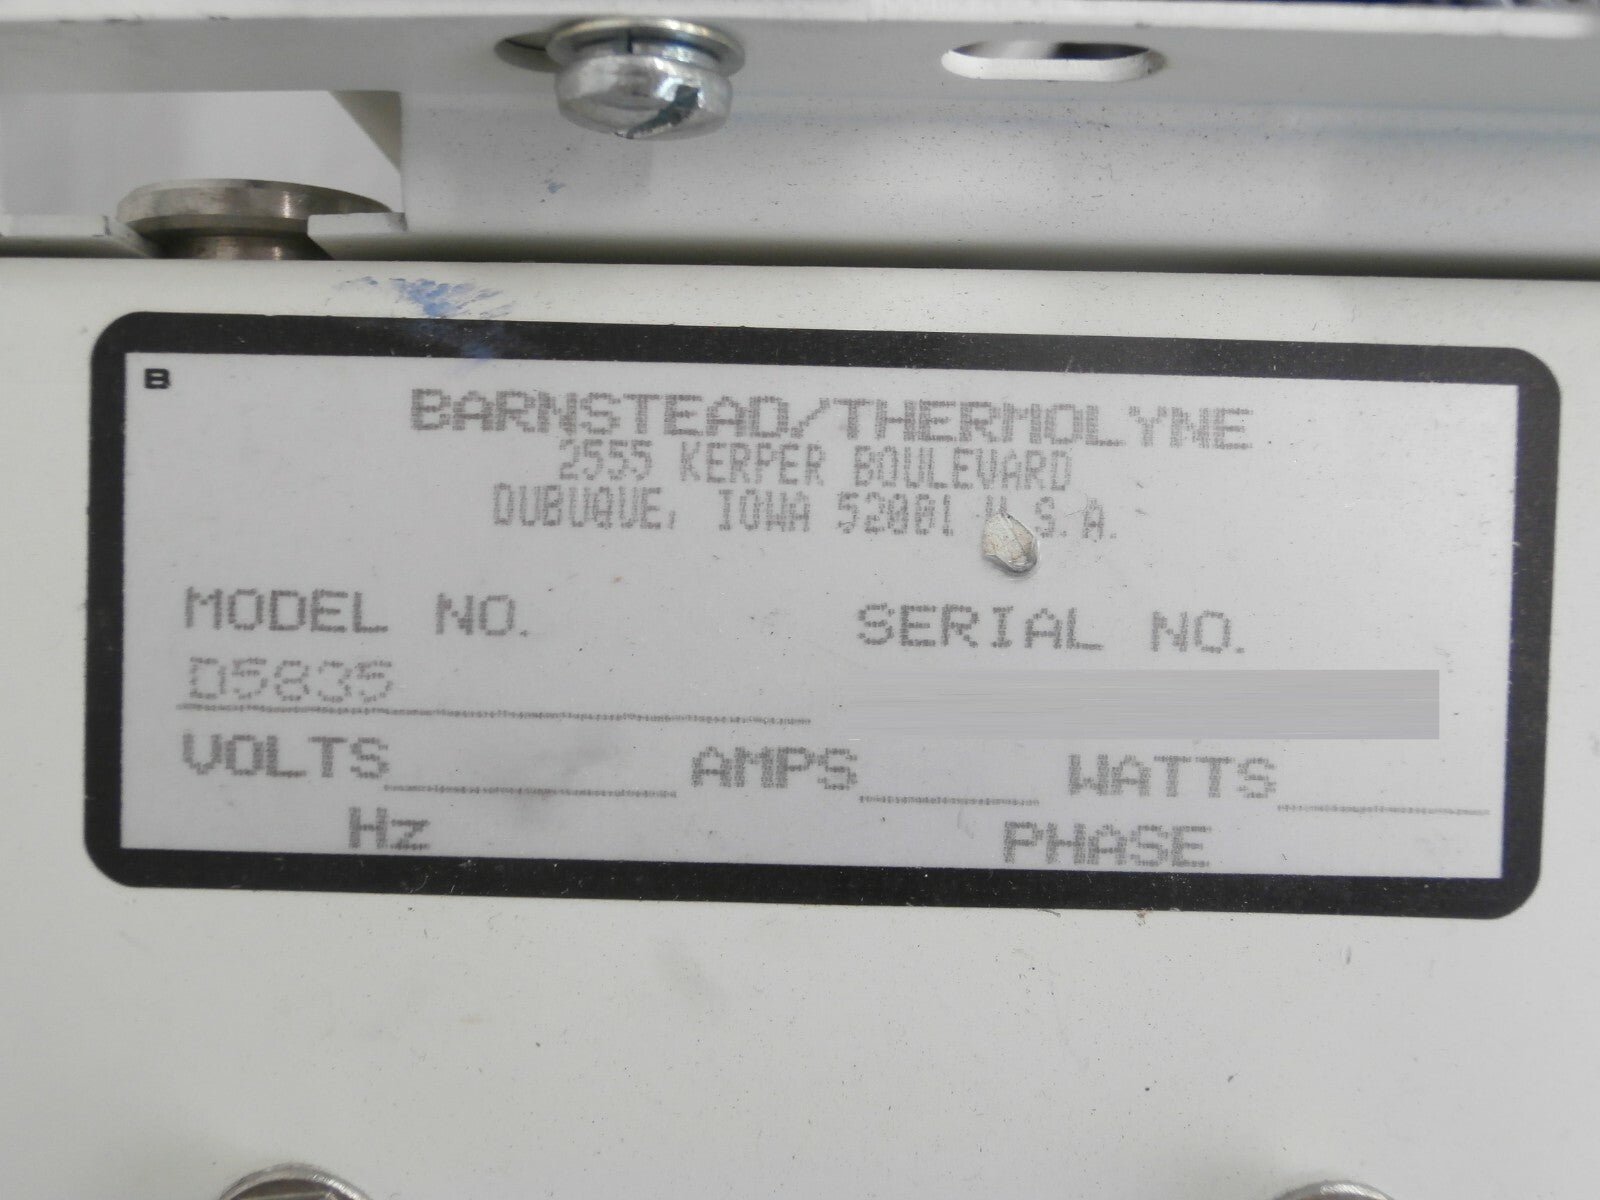 B
BARNSTEAD/THERMOLYNE
2555 KERPER BOULEVARD
DUBUQUE, IOWA 52001 U.S.A.
MODEL NO. SERIAL NO.
D5835
VOLTS AMPS WATTS
Hz PHASE